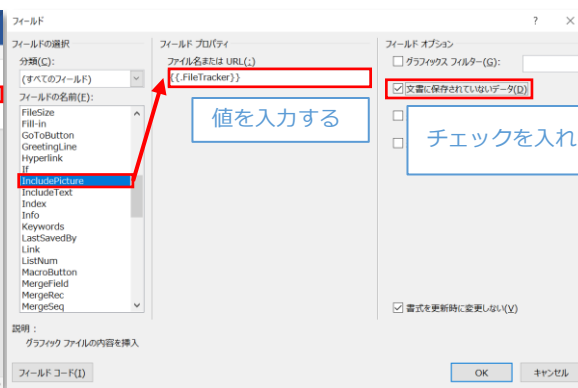 フィールド
? ×
フィールドの選択
分類(C):
(すべてのフィールド)
フィールドの名前(E):
FileSize
Fill-in
GoToButton
GreetingLine
Hyperlink
If
IncludePicture
IncludeText
Index
Info
Keywords
LastSavedBy
Link
ListNum
MacroButton
MergeField
MergeRec
MergeSeq
フィールド プロパティ
ファイル名または URL(:)
{{.FileTracker}}
値を入力する
フィールド オプション
グラフィックス フィルター(G):
文書に保存されていないデータ(D)
チェックを入れ
書式を更新時に変更しない(V)
説明:
グラフィック ファイルの内容を挿入
フィールド コード(I)
OK
キャンセル